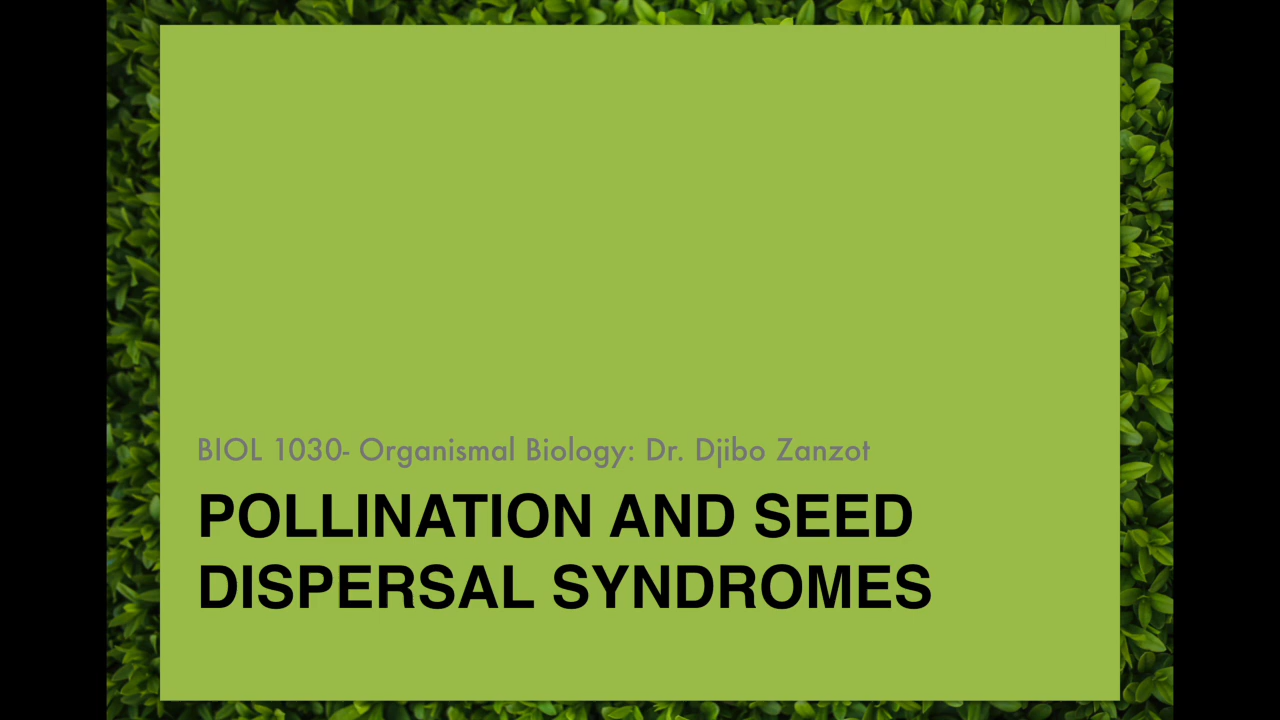 BIOL 1030- Organismal Biology: Dr. Djibo Zanzot
POLLINATION AND SEED
DISPERSAL SYNDROMES